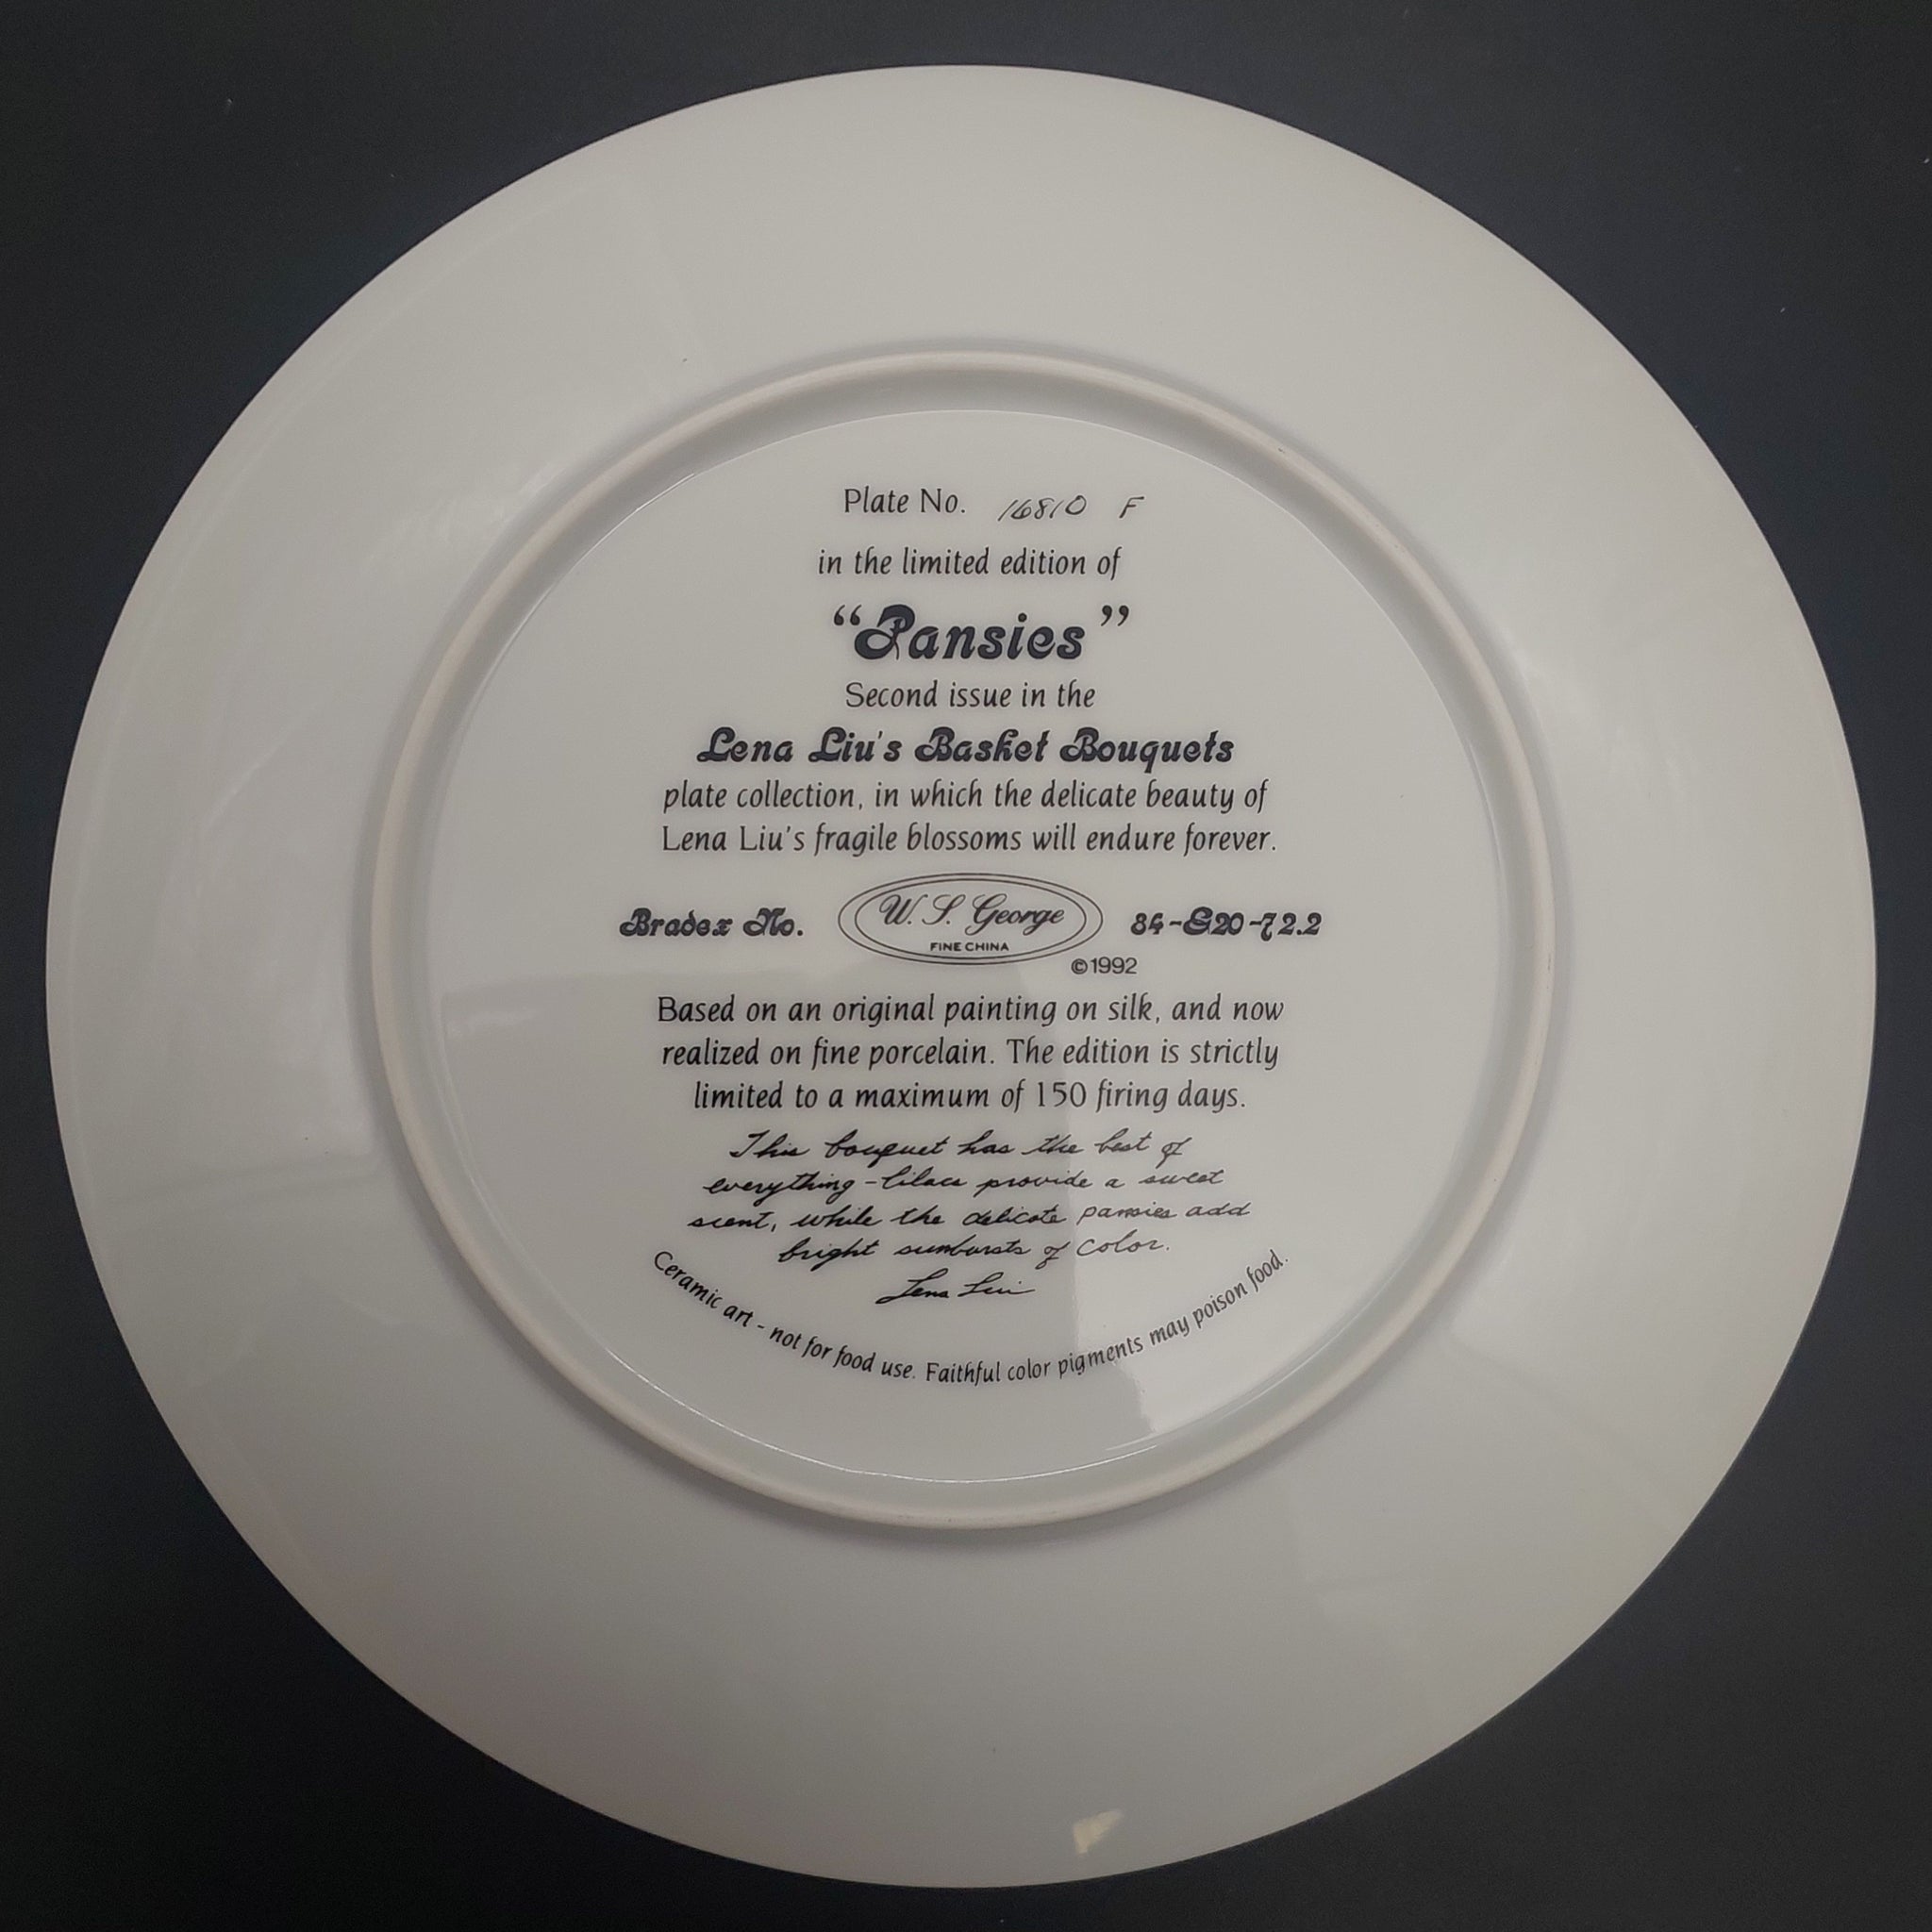 Plate No. 16810 F
in the limited edition of
“Pansies”
Second issue in the
Lena Liu's Basket Bouquets
plate collection, in which the delicate beauty of
Lena Liu's fragile blossoms will endure forever.
Bradex No. W. S. George 84-G20-72.2
FINE CHINA
©1992
Based on an original painting on silk, and now
realized on fine porcelain. The edition is strictly
limited to a maximum of 150 firing days.
This bouquet has the best of
everything - lilacs provide a sweet
scent, while the delicate pansies add
bright sunbursts of color.
Lena Liu
Ceramic art - not for food use. Faithful color pigments may poison food.